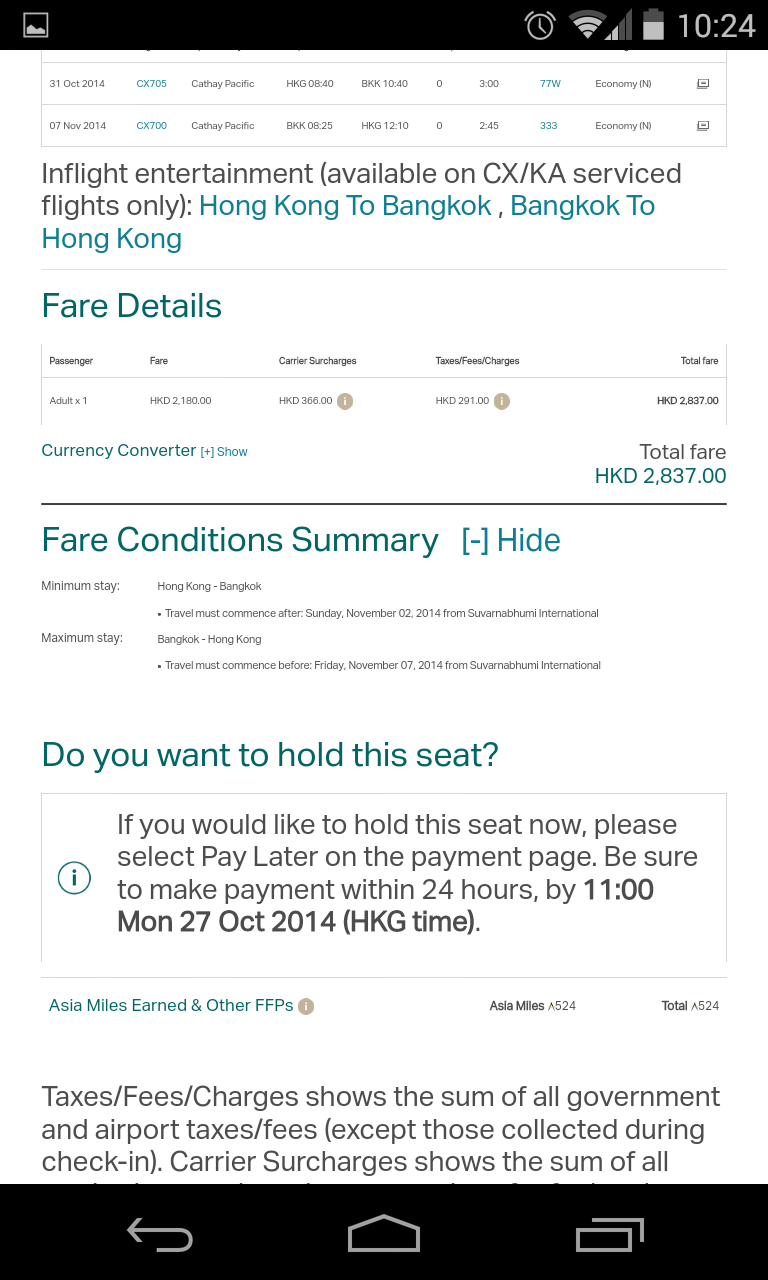 10:24
31 Oct 2014 CX705 Cathay Pacific HKG 08:40 BKK 10:40 0 3:00 77W Economy (N)
07 Nov 2014 CX700 Cathay Pacific BKK 08:25 HKG 12:10 0 2:45 333 Economy (N)
Inflight entertainment (available on CX/KA serviced
flights only): Hong Kong To Bangkok , Bangkok To
Hong Kong
Fare Details
Passenger Fare Carrier Surcharges Taxes/Fees/Charges Total fare
Adult x 1 HKD 2,180.00 HKD 366.00 i HKD 291.00 i HKD 2,837.00
Currency Converter [+] Show Total fare
HKD 2,837.00
Fare Conditions Summary [-] Hide
Minimum stay: Hong Kong - Bangkok
• Travel must commence after: Sunday, November 02, 2014 from Suvarnabhumi International
Maximum stay: Bangkok - Hong Kong
• Travel must commence before: Friday, November 07, 2014 from Suvarnabhumi International
Do you want to hold this seat?
If you would like to hold this seat now, please
select Pay Later on the payment page. Be sure
i to make payment within 24 hours, by 11:00
Mon 27 Oct 2014 (HKG time).
Asia Miles Earned & Other FFPs i Asia Miles 524 Total 524
Taxes/Fees/Charges shows the sum of all government
and airport taxes/fees (except those collected during
check-in). Carrier Surcharges shows the sum of all